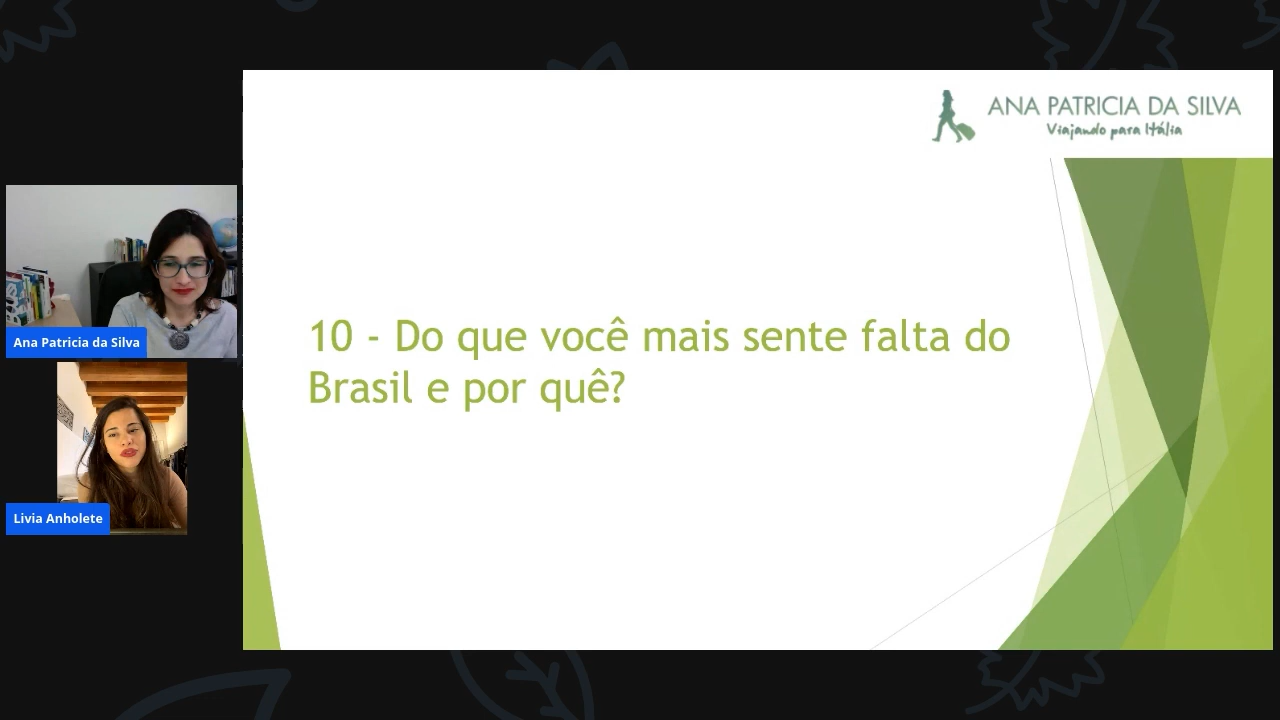 ANA PATRICIA DA SILVA
Viajando para Itália
Ana Patricia da Silva
Livia Anholete
10 - Do que você mais sente falta do
Brasil e por quê?